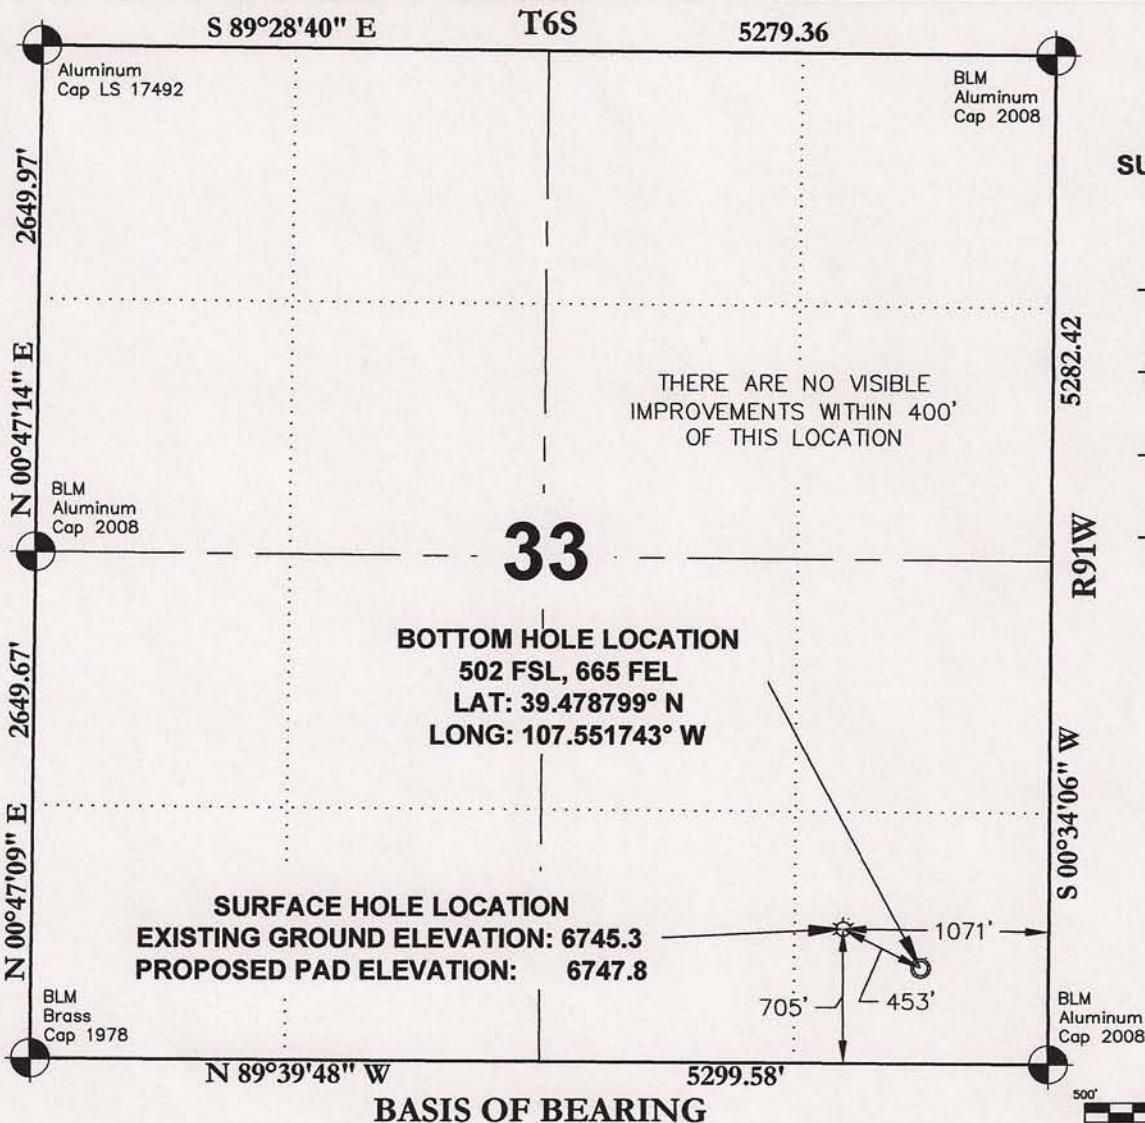 S 89°28'40" E
T6S
5279.36
Aluminum
Cap LS 17492
BLM
Aluminum
Cap 2008
SU
2649.97'
N 00°47'14" E
5282.42
THERE ARE NO VISIBLE
IMPROVEMENTS WITHIN 400'
OF THIS LOCATION
BLM
Aluminum
Cap 2008
33
R91W
BOTTOM HOLE LOCATION
502 FSL, 665 FEL
LAT: 39.478799° N
LONG: 107.551743° W
2649.67'
N 00°47'09" E
S 00°34'06" W
SURFACE HOLE LOCATION
EXISTING GROUND ELEVATION: 6745.3
PROPOSED PAD ELEVATION: 6747.8
1071'
705'
453'
BLM
Brass
Cap 1978
BLM
Aluminum
Cap 2008
N 89°39'48" W
5299.58'
BASIS OF BEARING
500'